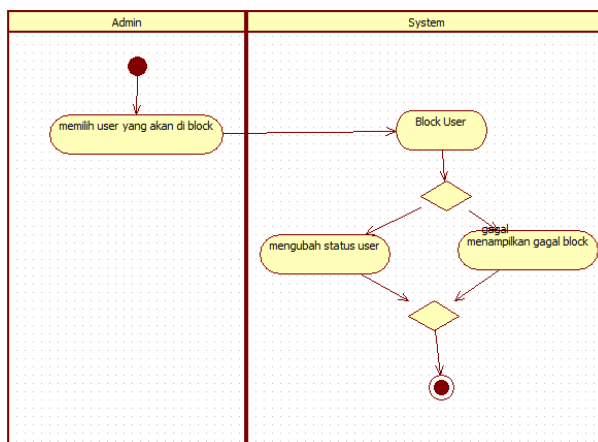 Admin
System
memilih user yang akan di block
Block User
gagal
mengubah status user
menampilkan gagal block